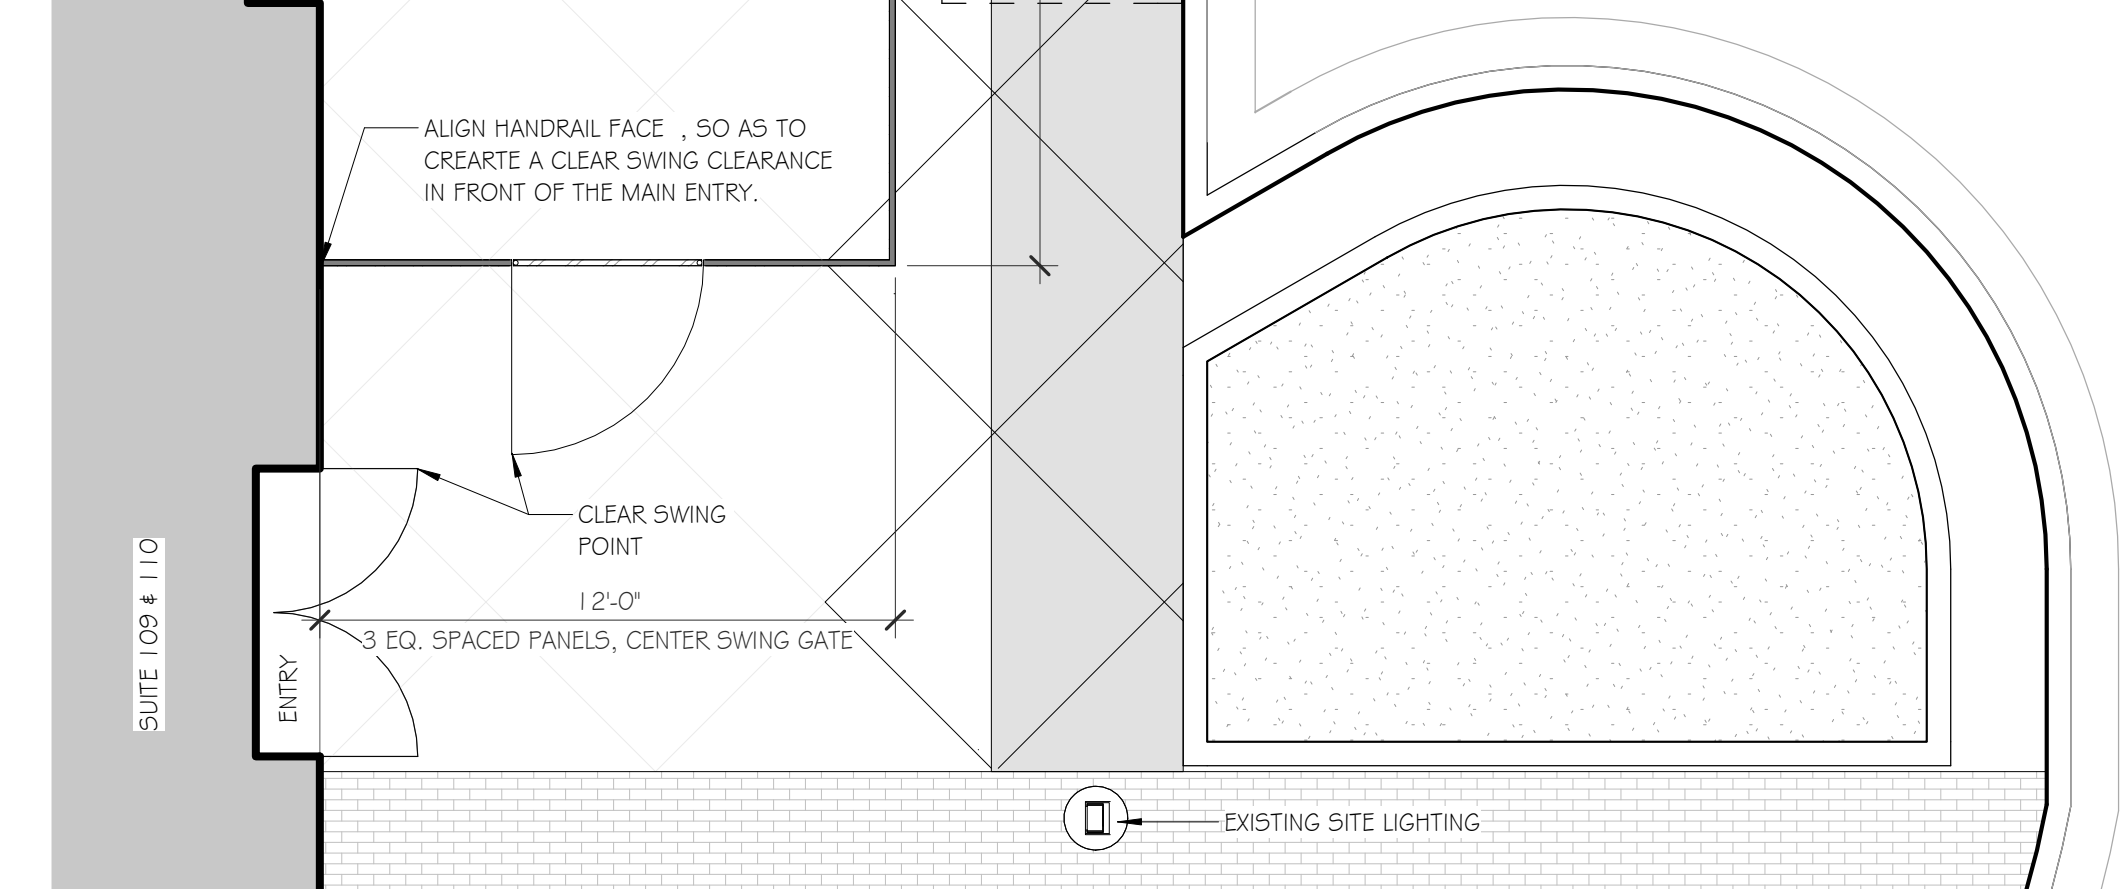 ALIGN HANDRAIL FACE , SO AS TO
CREARTE A CLEAR SWING CLEARANCE
IN FRONT OF THE MAIN ENTRY.
CLEAR SWING
POINT
12'-0"
3 EQ. SPACED PANELS, CENTER SWING GATE
SUITE 109 & 110
ENTRY
EXISTING SITE LIGHTING